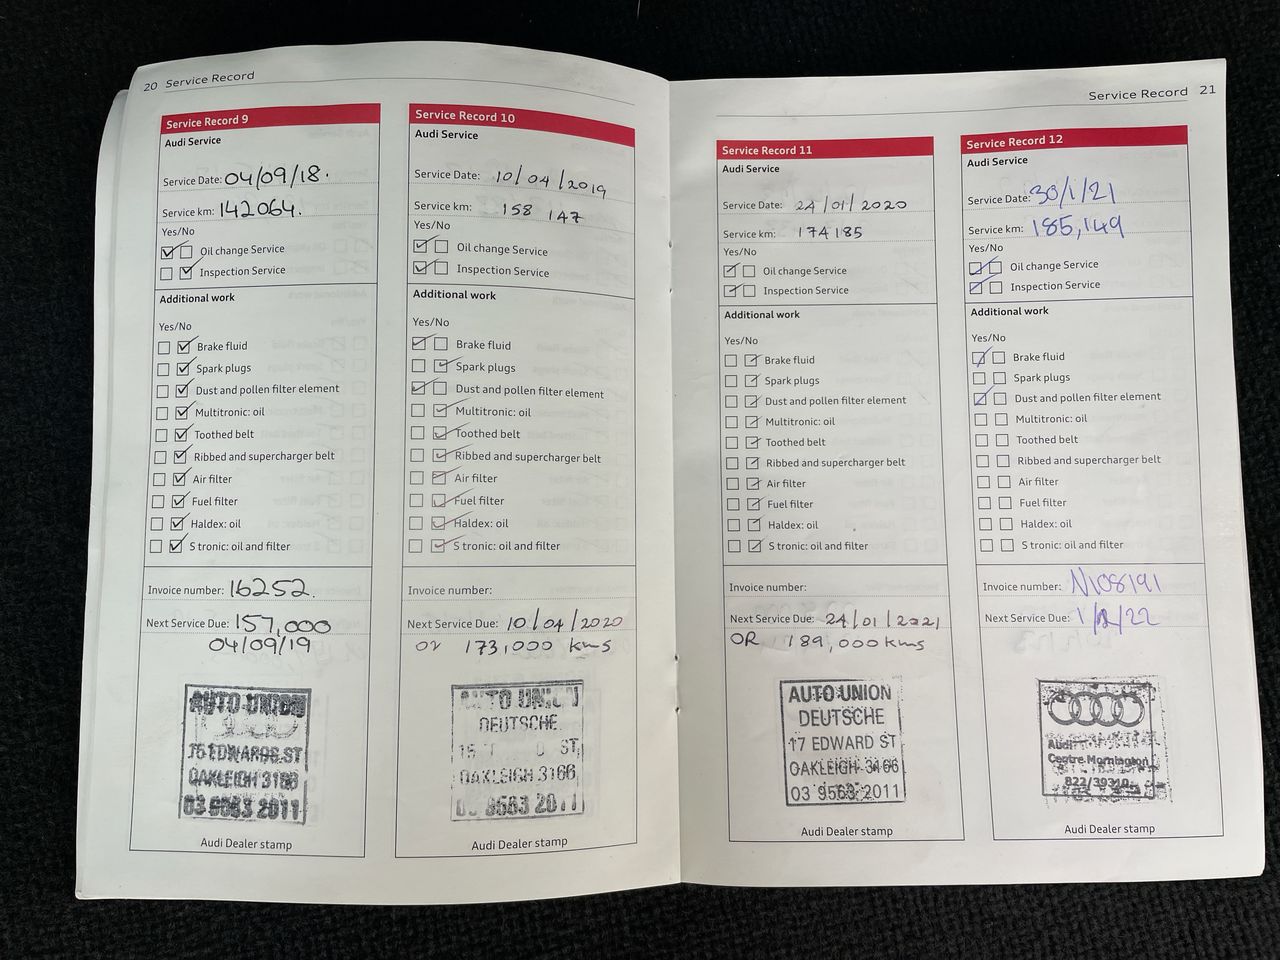 20 Service Record
Service Record 9
Audi Service
Service Date: 04/09/18.
Service km: 142064.
Yes/No
Oil change Service
Inspection Service
Additional work
Yes/No
Brake fluid
Spark plugs
Dust and pollen filter element
Multitronic: oil
Toothed belt
Ribbed and supercharger belt
Air filter
Fuel filter
Haldex: oil
S tronic: oil and filter
Invoice number: 16252.
Next Service Due: 157,000
04/09/19
AUTO UNION
OAKLEIGH
2011
Audi Dealer stamp
Service Record 10
Audi Service
Service Date: 10/04/2019
Service km: 158 147
Yes/No
Oil change Service
Inspection Service
Additional work
Yes/No
Brake fluid
Spark plugs
Dust and pollen filter element
Multitronic: oil
Toothed belt
Ribbed and supercharger belt
Air filter
Fuel filter
Haldex: oil
S tronic: oil and filter
Invoice number:
Next Service Due: 10/04/2020
or 173,000 kms
DEUTSCHE
OAKLEIGH 3166
Audi Dealer stamp
Service Record 21
Service Record 11
Audi Service
Service Date: 24/01/2020
Service km: 174185
Yes/No
Oil change Service
Inspection Service
Additional work
Yes/No
Brake fluid
Spark plugs
Dust and pollen filter element
Multitronic: oil
Toothed belt
Ribbed and supercharger belt
Air filter
Fuel filter
Haldex: oil
S tronic: oil and filter
Invoice number:
Next Service Due: 24/01/2021
OR 189,000 kms
AUTO UNION
DEUTSCHE
17 EDWARD ST
OAKLEIGH 3166
03 9563 2011
Audi Dealer stamp
Service Record 12
Audi Service
Service Date: 30/1/21
Service km: 185,149
Yes/No
Oil change Service
Inspection Service
Additional work
Yes/No
Brake fluid
Spark plugs
Dust and pollen filter element
Multitronic: oil
Toothed belt
Ribbed and supercharger belt
Air filter
Fuel filter
Haldex: oil
S tronic: oil and filter
Invoice number: N108191
Next Service Due:
Audi
Centre Mornington
Audi Dealer stamp